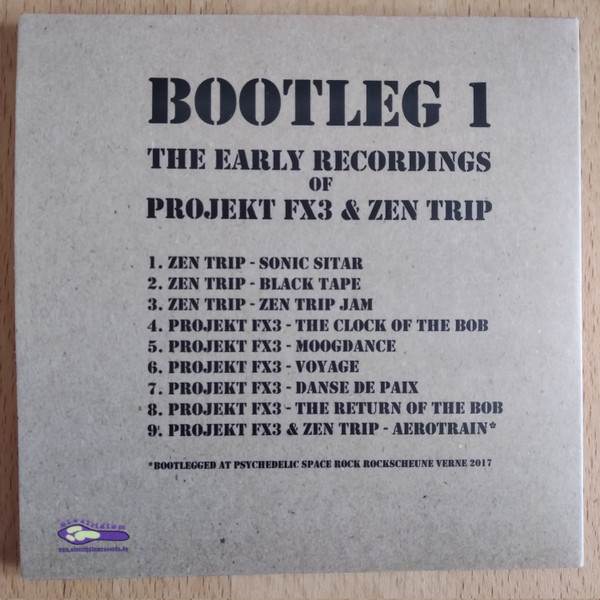 BOOTLEG 1
THE EARLY RECORDINGS
OF
PROJEKT FX3 & ZEN TRIP
1. ZEN TRIP - SONIC SITAR
2. ZEN TRIP - BLACK TAPE
3. ZEN TRIP - ZEN TRIP JAM
4. PROJEKT FX3 - THE CLOCK OF THE BOB
5. PROJEKT FX3 - MOOGDANCE
6. PROJEKT FX3 - VOYAGE
7. PROJEKT FX3 - DANSE DE PAIX
8. PROJEKT FX3 - THE RETURN OF THE BOB
9. PROJEKT FX3 & ZEN TRIP - AEROTRAIN*
*BOOTLEGGED AT PSYCHEDELIC SPACE ROCK ROCKSCHEUNE VERNE 2017